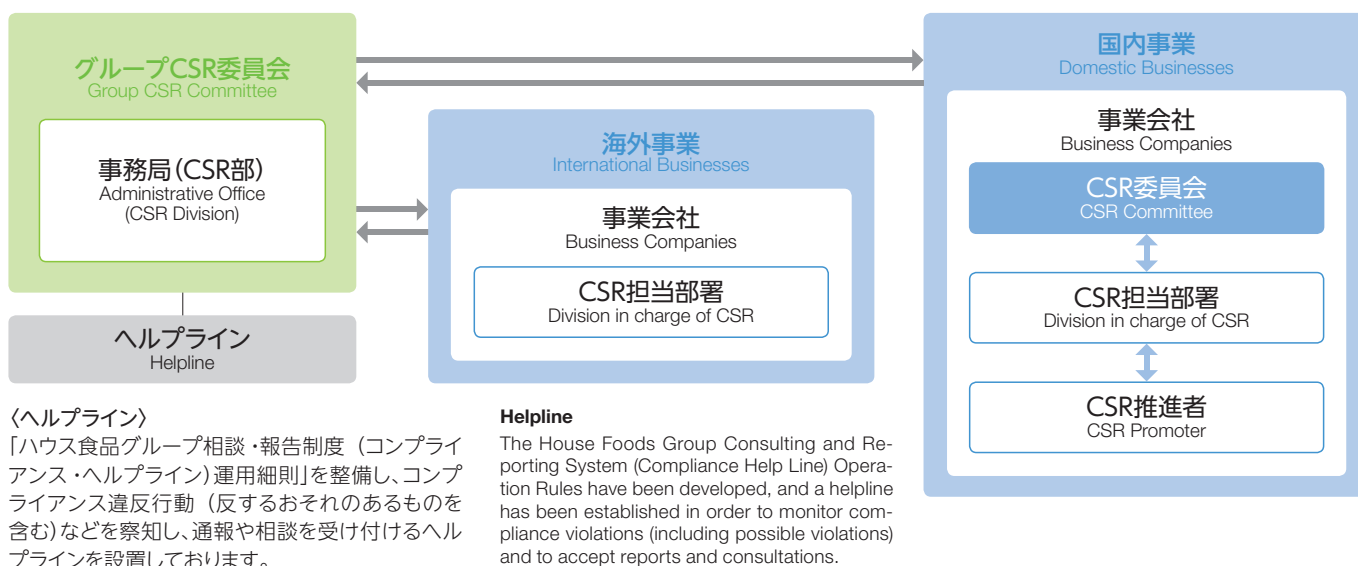 グループCSR委員会
Group CSR Committee
事務局(CSR部)
Administrative Office
(CSR Division)
ヘルプライン
Helpline
海外事業
International Businesses
事業会社
Business Companies
CSR担当部署
Division in charge of CSR
国内事業
Domestic Businesses
事業会社
Business Companies
CSR委員会
CSR Committee
CSR担当部署
Division in charge of CSR
CSR推進者
CSR Promoter
〈ヘルプライン〉
「ハウス食品グループ相談・報告制度（コンプライ
アンス・ヘルプライン）運用細則」を整備し、コンプ
ライアンス違反行動（反するおそれのあるものを
含む）などを察知し、通報や相談を受け付けるヘル
プラインを設置しております。
Helpline
The House Foods Group Consulting and Re-
porting System (Compliance Help Line) Opera-
tion Rules have been developed, and a helpline
has been established in order to monitor com-
pliance violations (including possible violations)
and to accept reports and consultations.